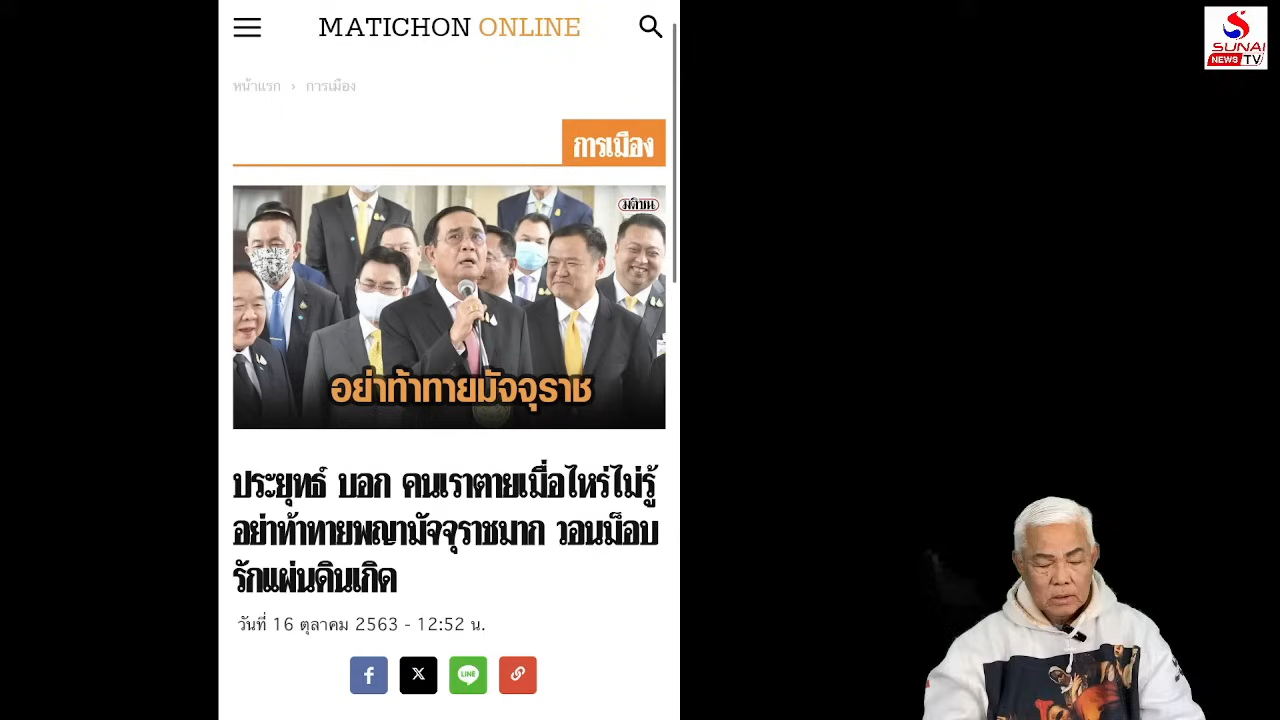 MATICHON ONLINE
SUNAI
NEWS TV
หน้าแรก › การเมือง
การเมือง
มติชน
อย่าท้าทายมัจจุราช
ประยุทธ์ บอก คนเราตายเมื่อไหร่ไม่รู้
อย่าท้าทายพญามัจจุราชมาก วอนม็อบ
รักแผ่นดินเกิด
วันที่ 16 ตุลาคม 2563 - 12:52 น.
LINE